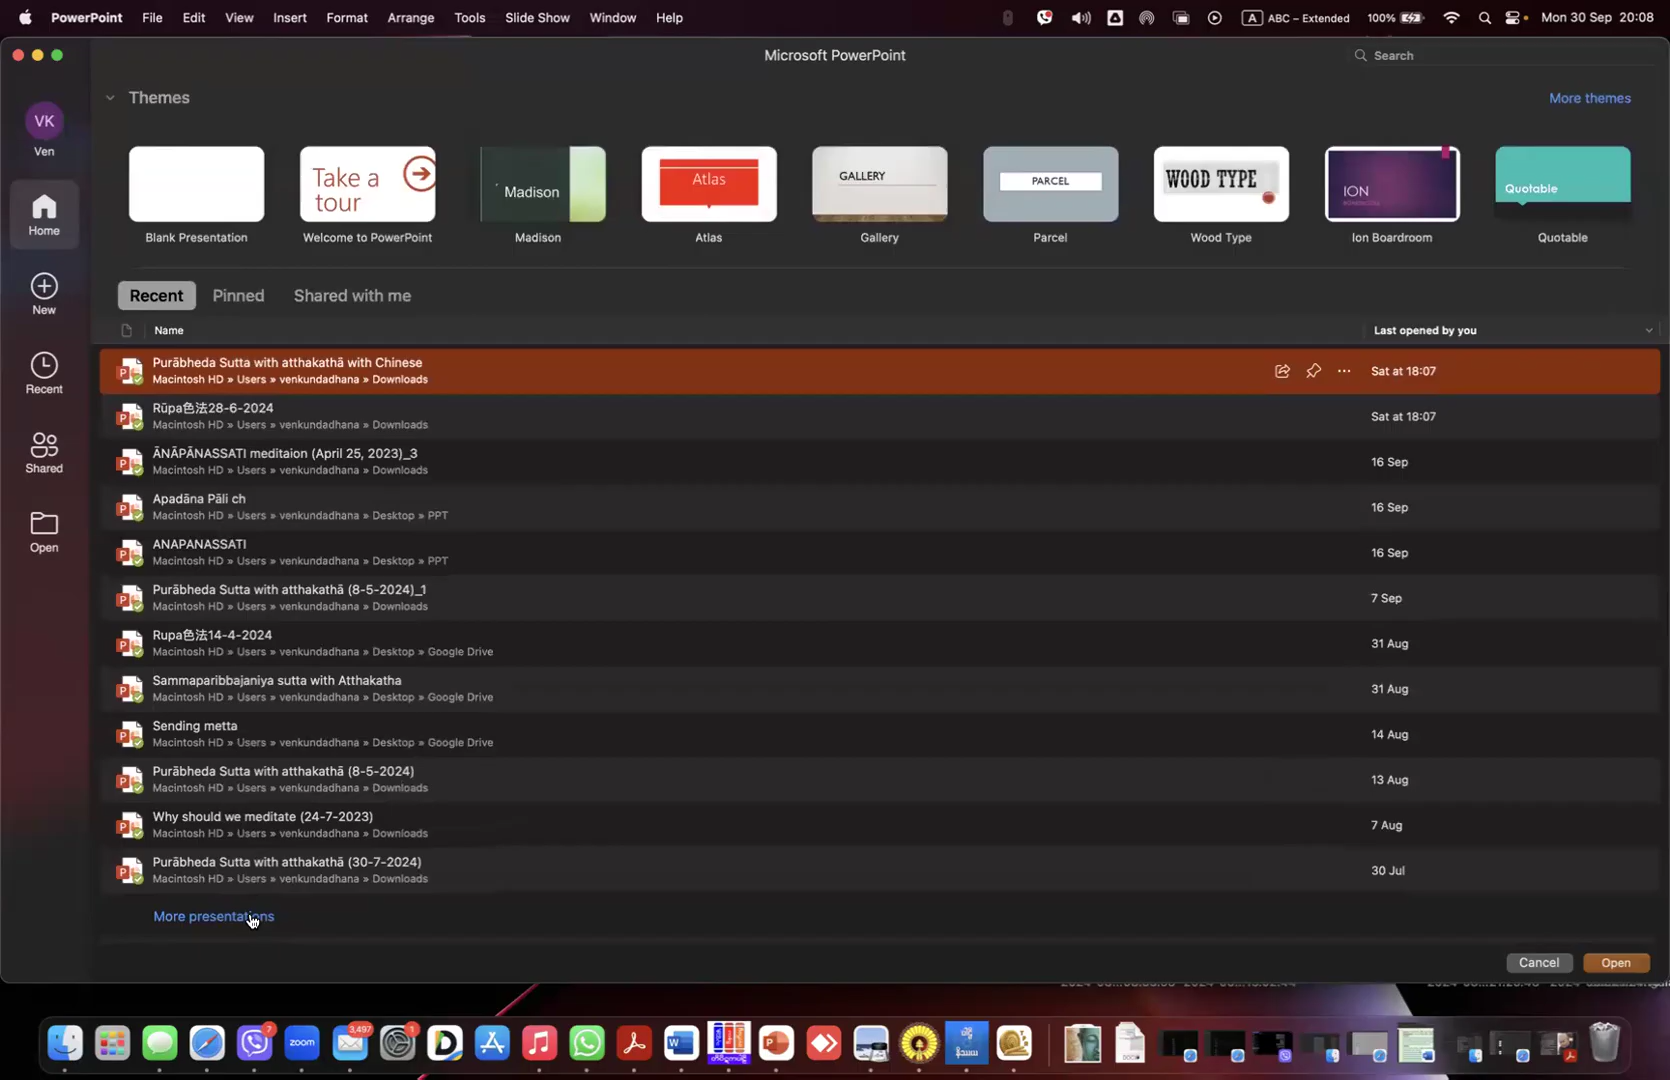 PowerPoint File Edit View Insert Format Arrange Tools Slide Show Window Help A ABC – Extended 100% Mon 30 Sep 20:08
Microsoft PowerPoint
Search
VK
Ven
Home
New
Recent
Shared
Open
Themes
More themes
Take a
tour
Madison
Atlas
GALLERY
PARCEL
WOOD TYPE
ION
Quotable
Blank Presentation
Welcome to PowerPoint
Madison
Atlas
Gallery
Parcel
Wood Type
Ion Boardroom
Quotable
Recent Pinned Shared with me
Name Last opened by you
Purābheda Sutta with atthakathā with Chinese
Macintosh HD » Users » venkundadhana » Downloads
Sat at 18:07
Rūpa色法28-6-2024
Macintosh HD » Users » venkundadhana » Downloads
Sat at 18:07
ĀNĀPĀNASSATI meditaion (April 25, 2023)_3
Macintosh HD » Users » venkundadhana » Downloads
16 Sep
Apadāna Pāli ch
Macintosh HD » Users » venkundadhana » Desktop » PPT
16 Sep
ANAPANASSATI
Macintosh HD » Users » venkundadhana » Desktop » PPT
16 Sep
Purābheda Sutta with atthakathā (8-5-2024)_1
Macintosh HD » Users » venkundadhana » Downloads
7 Sep
Rupa色法14-4-2024
Macintosh HD » Users » venkundadhana » Desktop » Google Drive
31 Aug
Sammaparibbajaniya sutta with Atthakatha
Macintosh HD » Users » venkundadhana » Desktop » Google Drive
31 Aug
Sending metta
Macintosh HD » Users » venkundadhana » Desktop » Google Drive
14 Aug
Purābheda Sutta with atthakathā (8-5-2024)
Macintosh HD » Users » venkundadhana » Downloads
13 Aug
Why should we meditate (24-7-2023)
Macintosh HD » Users » venkundadhana » Downloads
7 Aug
Purābheda Sutta with atthakathā (30-7-2024)
Macintosh HD » Users » venkundadhana » Downloads
30 Jul
More presentations
Cancel Open
7 zoom 3,497 1